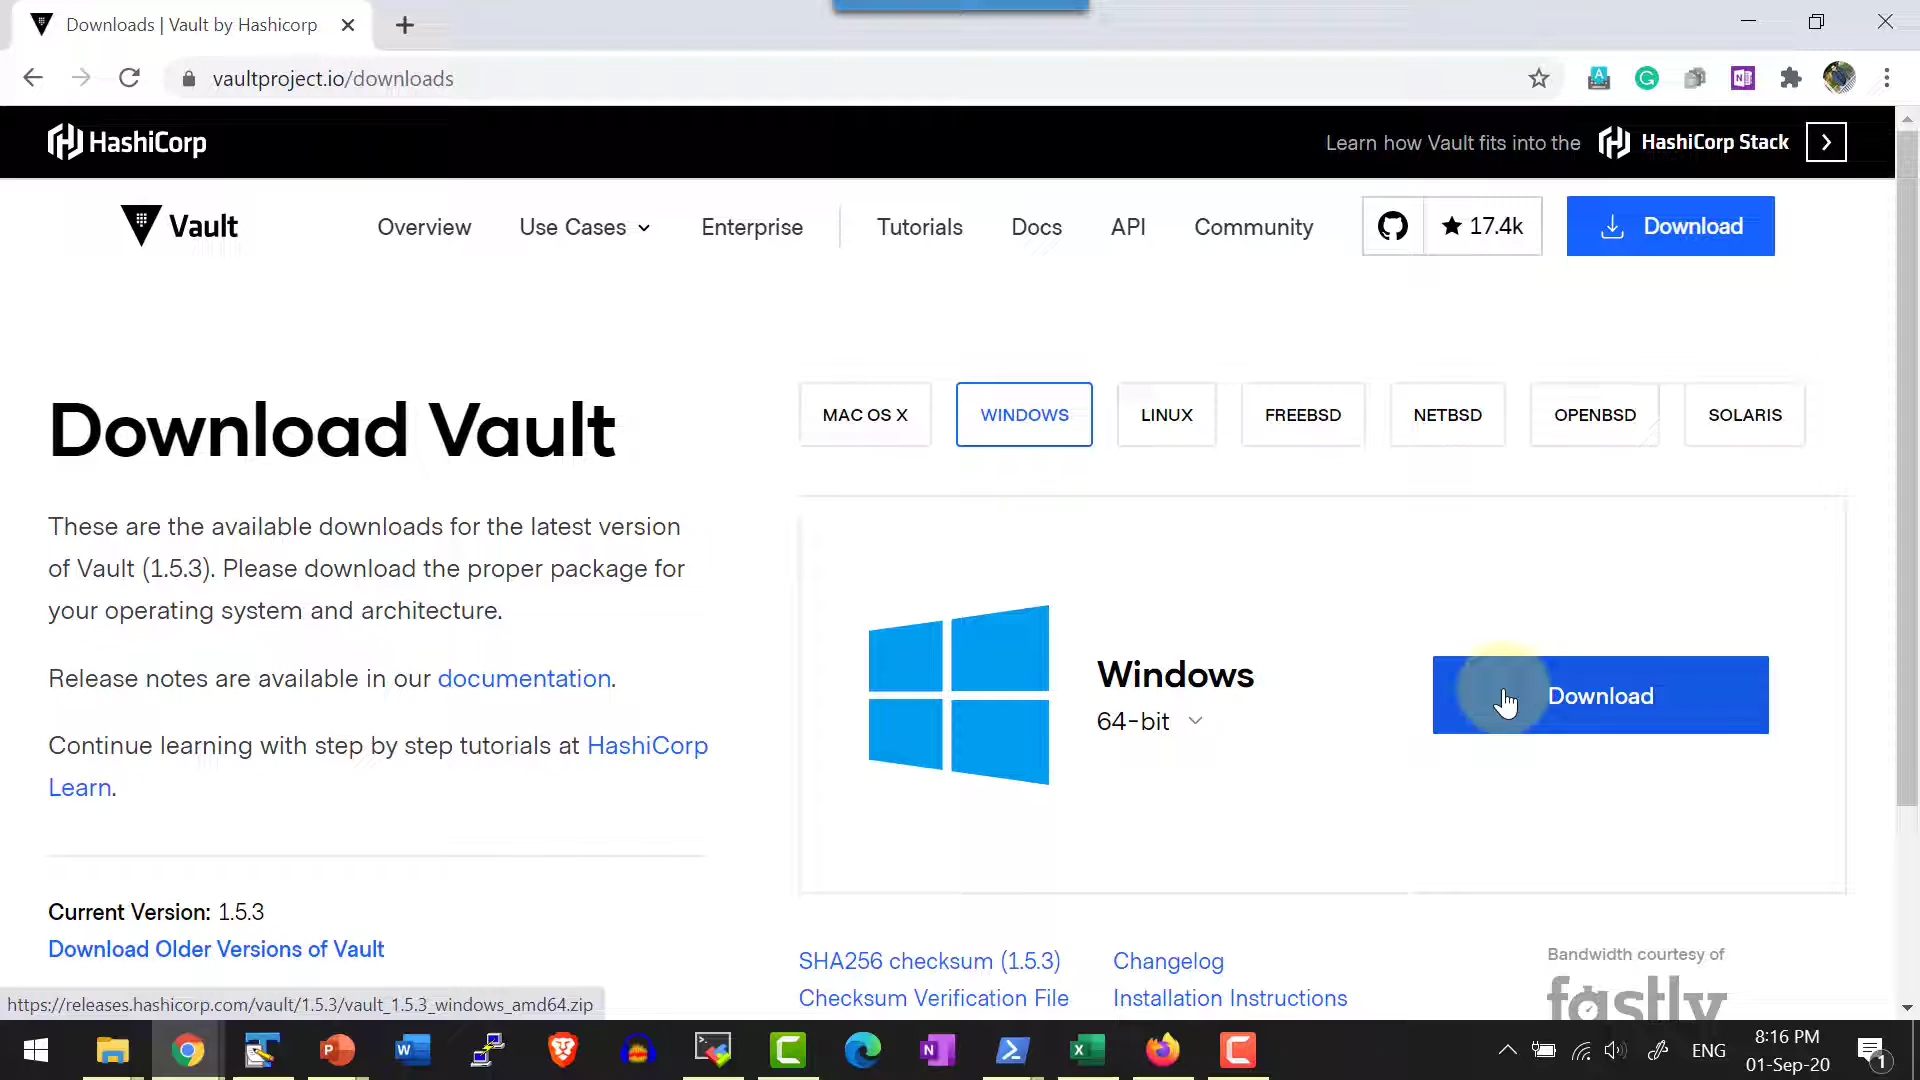 Downloads | Vault by Hashicorp
vaultproject.io/downloads
HashiCorp
Learn how Vault fits into the HashiCorp Stack
Vault
Overview
Use Cases
Enterprise
Tutorials
Docs
API
Community
17.4k
Download
Download Vault
MAC OS X
WINDOWS
LINUX
FREEBSD
NETBSD
OPENBSD
SOLARIS
These are the available downloads for the latest version
of Vault (1.5.3). Please download the proper package for
your operating system and architecture.
Release notes are available in our documentation.
Continue learning with step by step tutorials at HashiCorp
Learn.
Windows
64-bit
Download
Current Version: 1.5.3
Download Older Versions of Vault
SHA256 checksum (1.5.3)
Changelog
Checksum Verification File
Installation Instructions
Bandwidth courtesy of
fastly
https://releases.hashicorp.com/vault/1.5.3/vault_1.5.3_windows_amd64.zip
ENG
8:16 PM
01-Sep-20
1